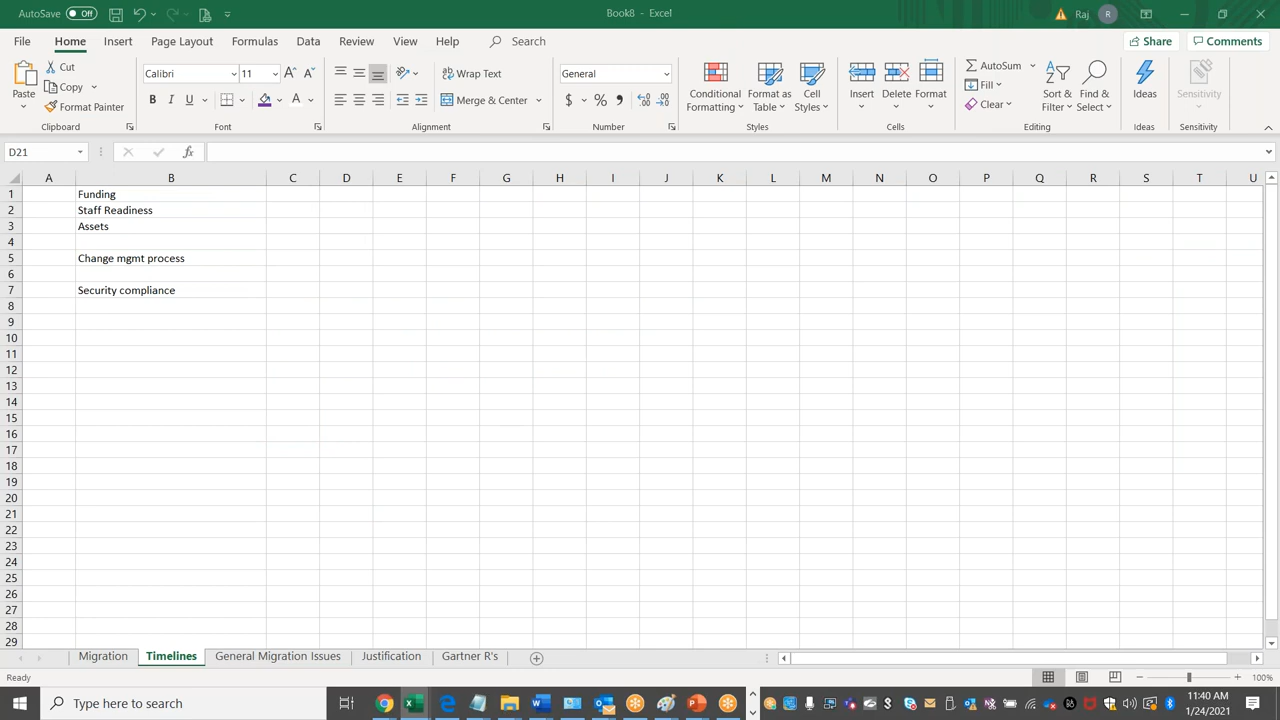 AutoSave Off
Book8 - Excel
Raj R
File Home Insert Page Layout Formulas Data Review View Help Search
Share Comments
Paste
Cut
Copy
Format Painter
Calibri 11
B I U
Wrap Text
Merge & Center
General
$ %
Conditional Formatting
Format as Table
Cell Styles
Insert
Delete
Format
AutoSum
Fill
Clear
Sort & Filter
Find & Select
Ideas
Sensitivity
Clipboard Font Alignment Number Styles Cells Editing Ideas Sensitivity
D21 fx
A B C D E F G H I J K L M N O P Q R S T U
1 Funding
2 Staff Readiness
3 Assets
4
5 Change mgmt process
6
7 Security compliance
8
9
10
11
12
13
14
15
16
17
18
19
20
21
22
23
24
25
26
27
28
29
Migration Timelines General Migration Issues Justification Gartner R's
Ready
100%
Type here to search
11:40 AM
1/24/2021